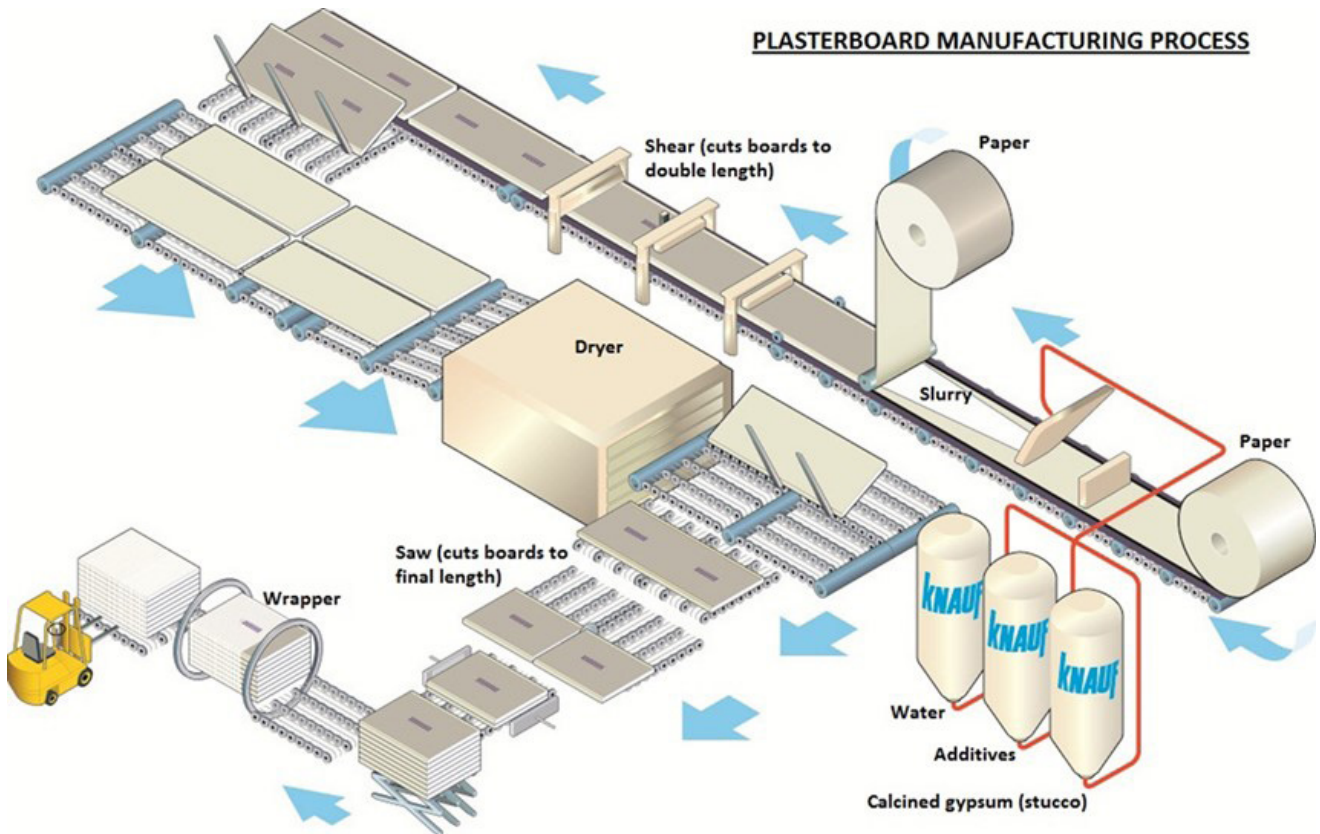 PLASTERBOARD MANUFACTURING PROCESS
Shear (cuts boards to
double length)
Paper
Dryer
Slurry
Paper
Saw (cuts boards to
final length)
Wrapper
KNAUF
KNAUF
KNAUF
Water
Additives
Calcined gypsum (stucco)